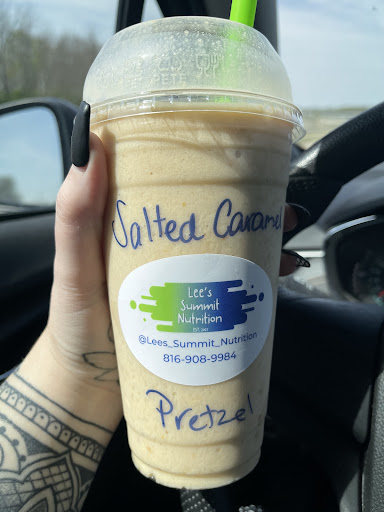 Salted Caramel
Lee's
Summit
Nutrition
@Lees_Summit_Nutrition
816-908-9984
Pretzel